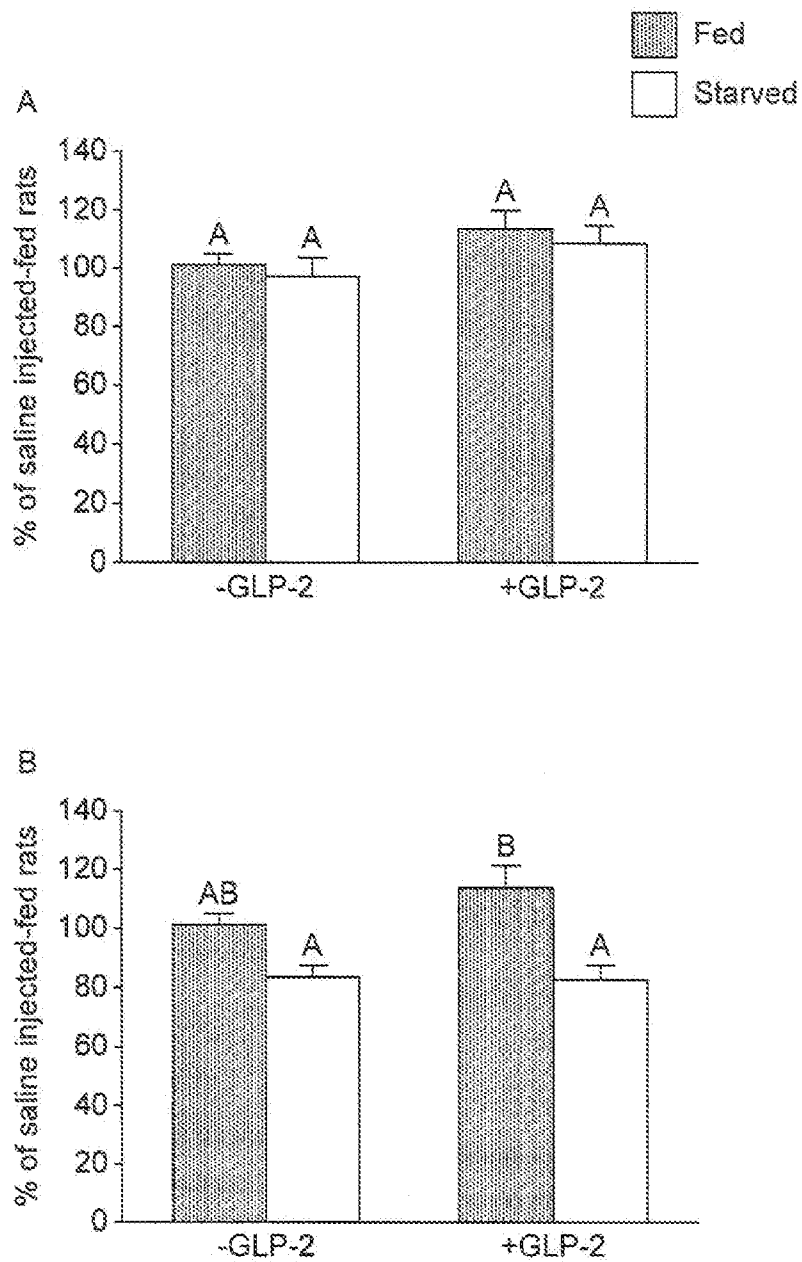 Fed
Starved
A
% of saline injected-fed rats
140
120
100
80
60
40
20
0
A
A
A
A
-GLP-2
+GLP-2
B
% of saline injected-fed rats
140
120
100
80
60
40
20
0
AB
A
B
A
-GLP-2
+GLP-2